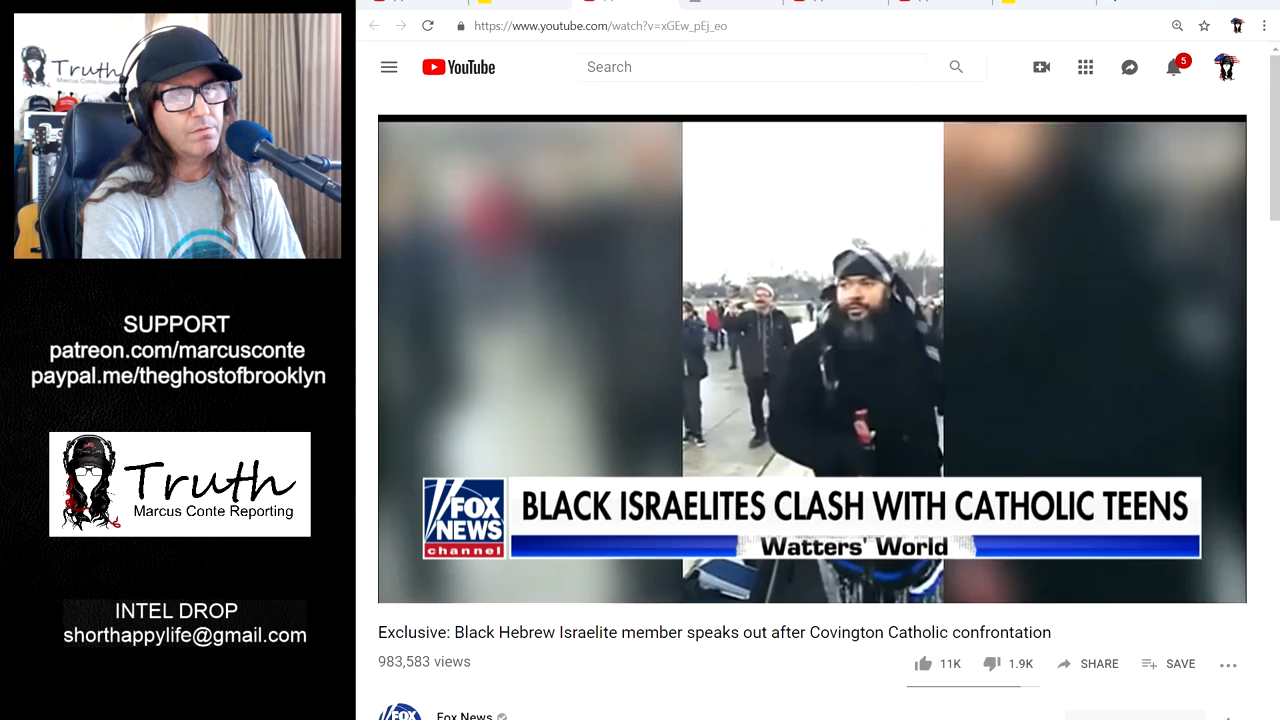 Truth
Marcus Conte Reporting
SUPPORT
patreon.com/marcusconte
paypal.me/theghostofbrooklyn
Truth
Marcus Conte Reporting
INTEL DROP
shorthappylife@gmail.com
https://www.youtube.com/watch?v=xGEw_pEj_eo
YouTube
Search
5
FOX
NEWS
channel
BLACK ISRAELITES CLASH WITH CATHOLIC TEENS
Watters' World
Exclusive: Black Hebrew Israelite member speaks out after Covington Catholic confrontation
983,583 views
11K
1.9K
SHARE
SAVE
FOX
Fox News